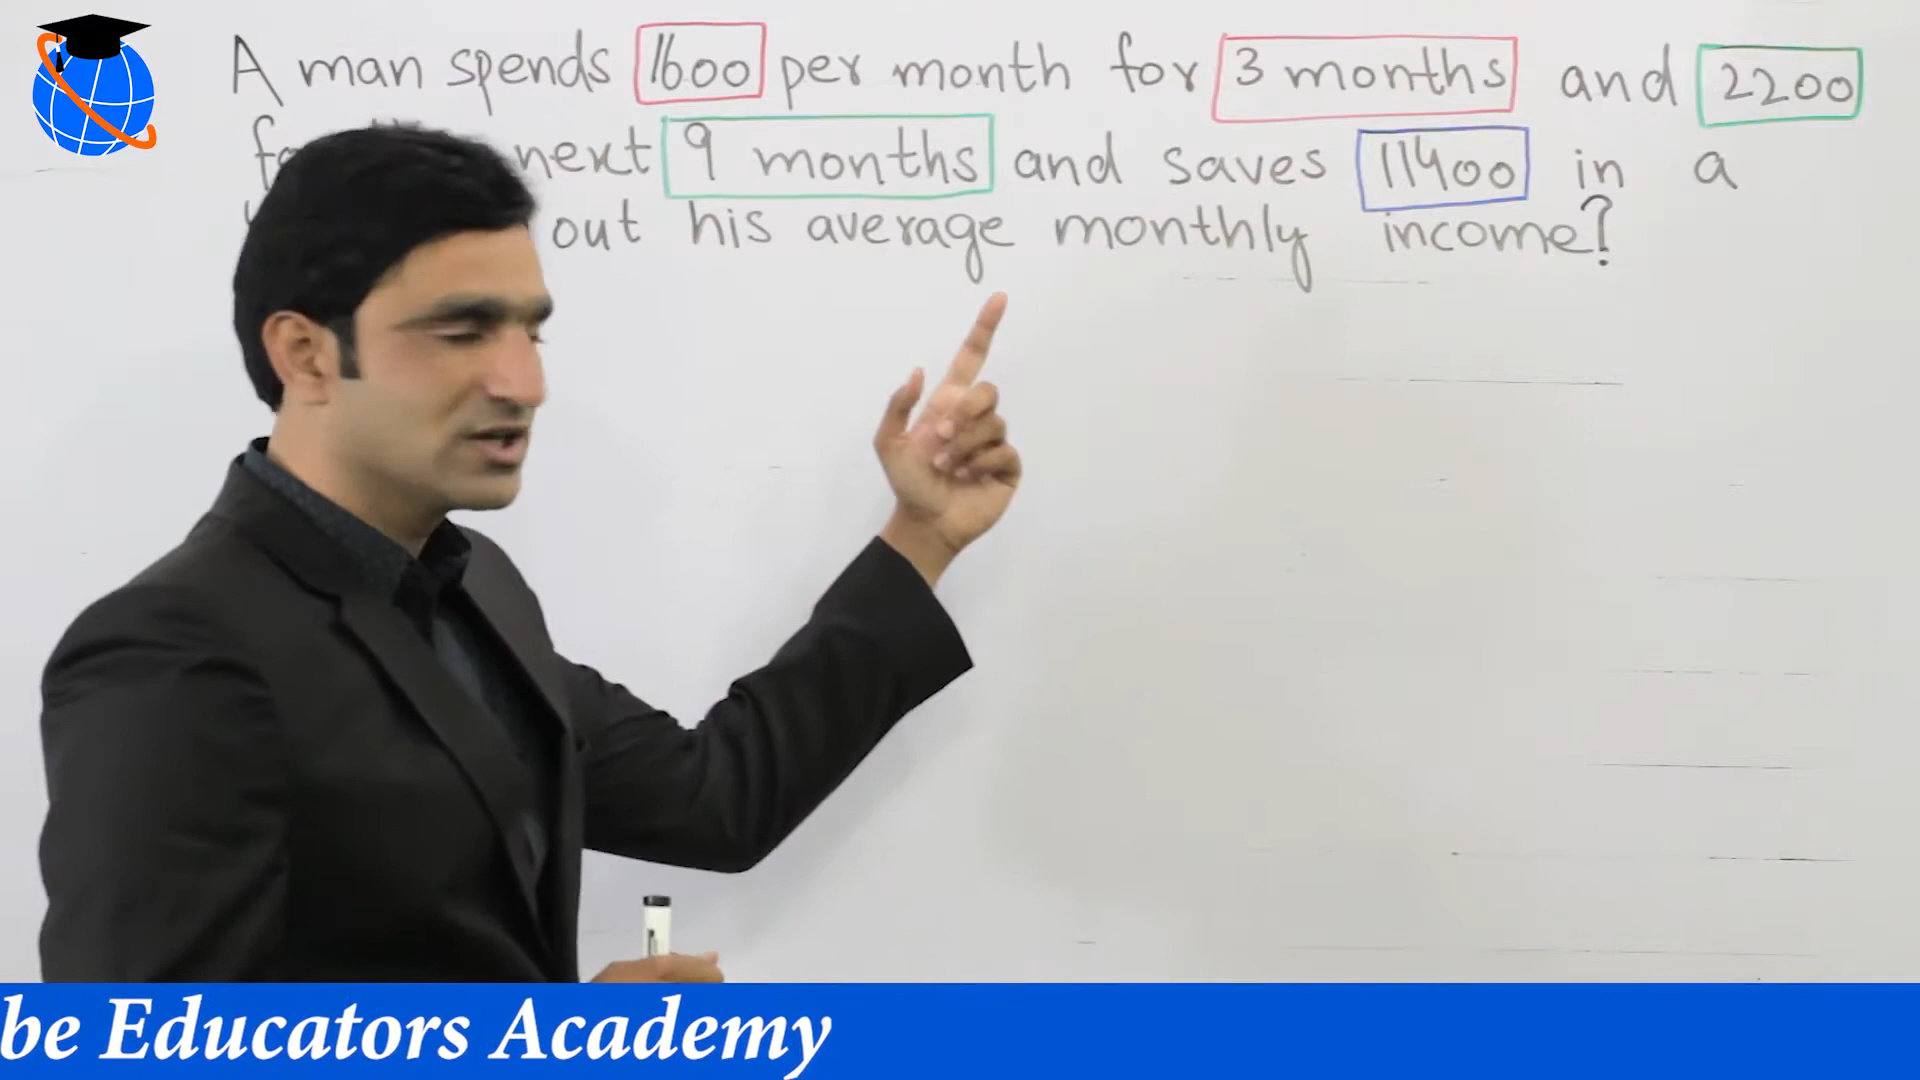 A man spends 1600 per month for 3 months and 2200
next 9 months and saves 11400 in a
out his average monthly income?
be Educators Academy